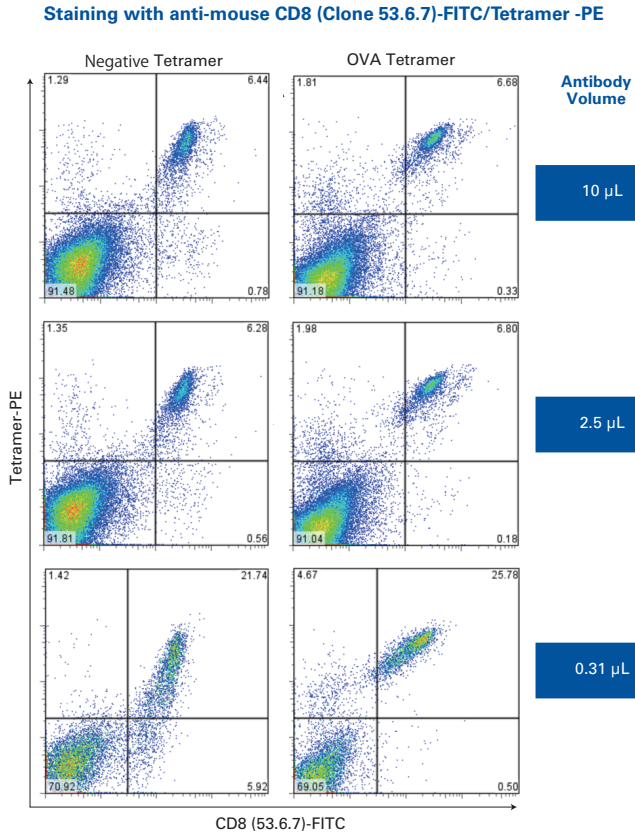 Staining with anti-mouse CD8 (Clone 53.6.7)-FITC/Tetramer -PE
Negative Tetramer
OVA Tetramer
Antibody
Volume
1.29
6.44
1.81
6.68
10 µL
91.48
0.78
91.18
0.33
1.35
6.28
1.98
6.80
2.5 µL
Tetramer-PE
91.81
0.56
91.04
0.18
1.42
21.74
4.67
25.78
0.31 µL
70.92
5.92
69.05
0.50
CD8 (53.6.7)-FITC